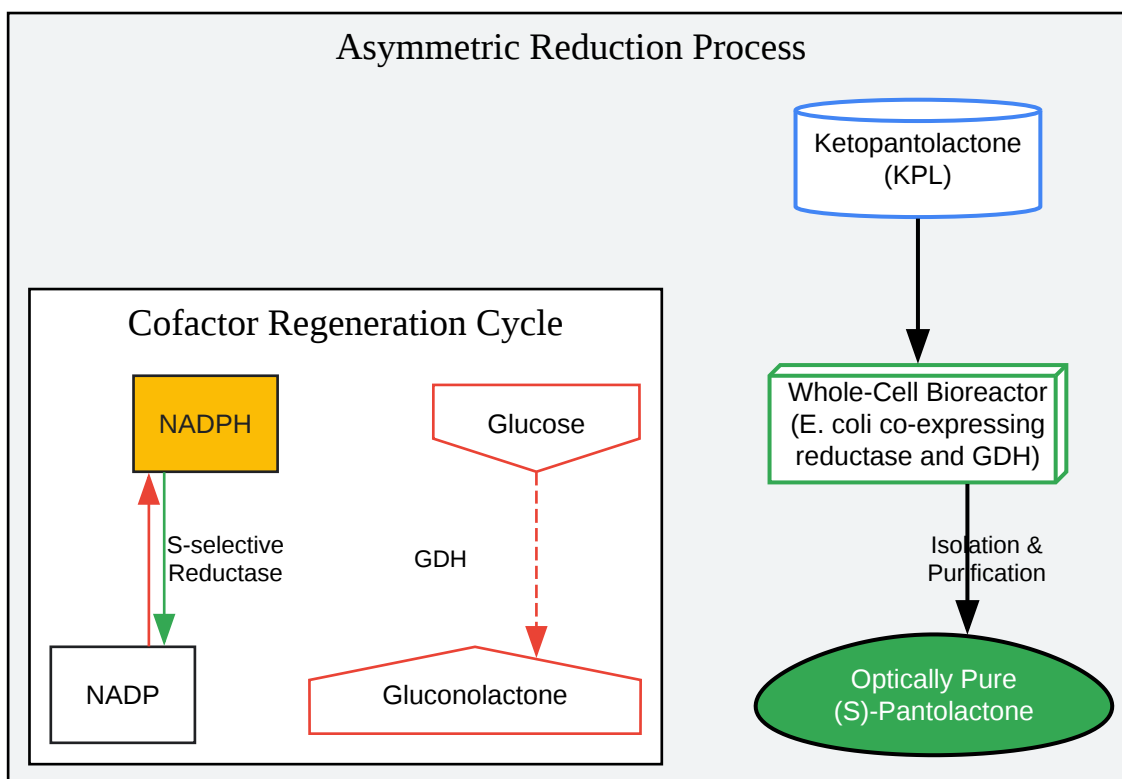 Asymmetric Reduction Process
Ketopantolactone
(KPL)
Cofactor Regeneration Cycle
NADPH
Glucose
Whole-Cell Bioreactor
(E. coli co-expressing
reductase and GDH)
S-selective
Reductase
GDH
Isolation &
Purification
NADP
Gluconolactone
Optically Pure
(S)-Pantolactone